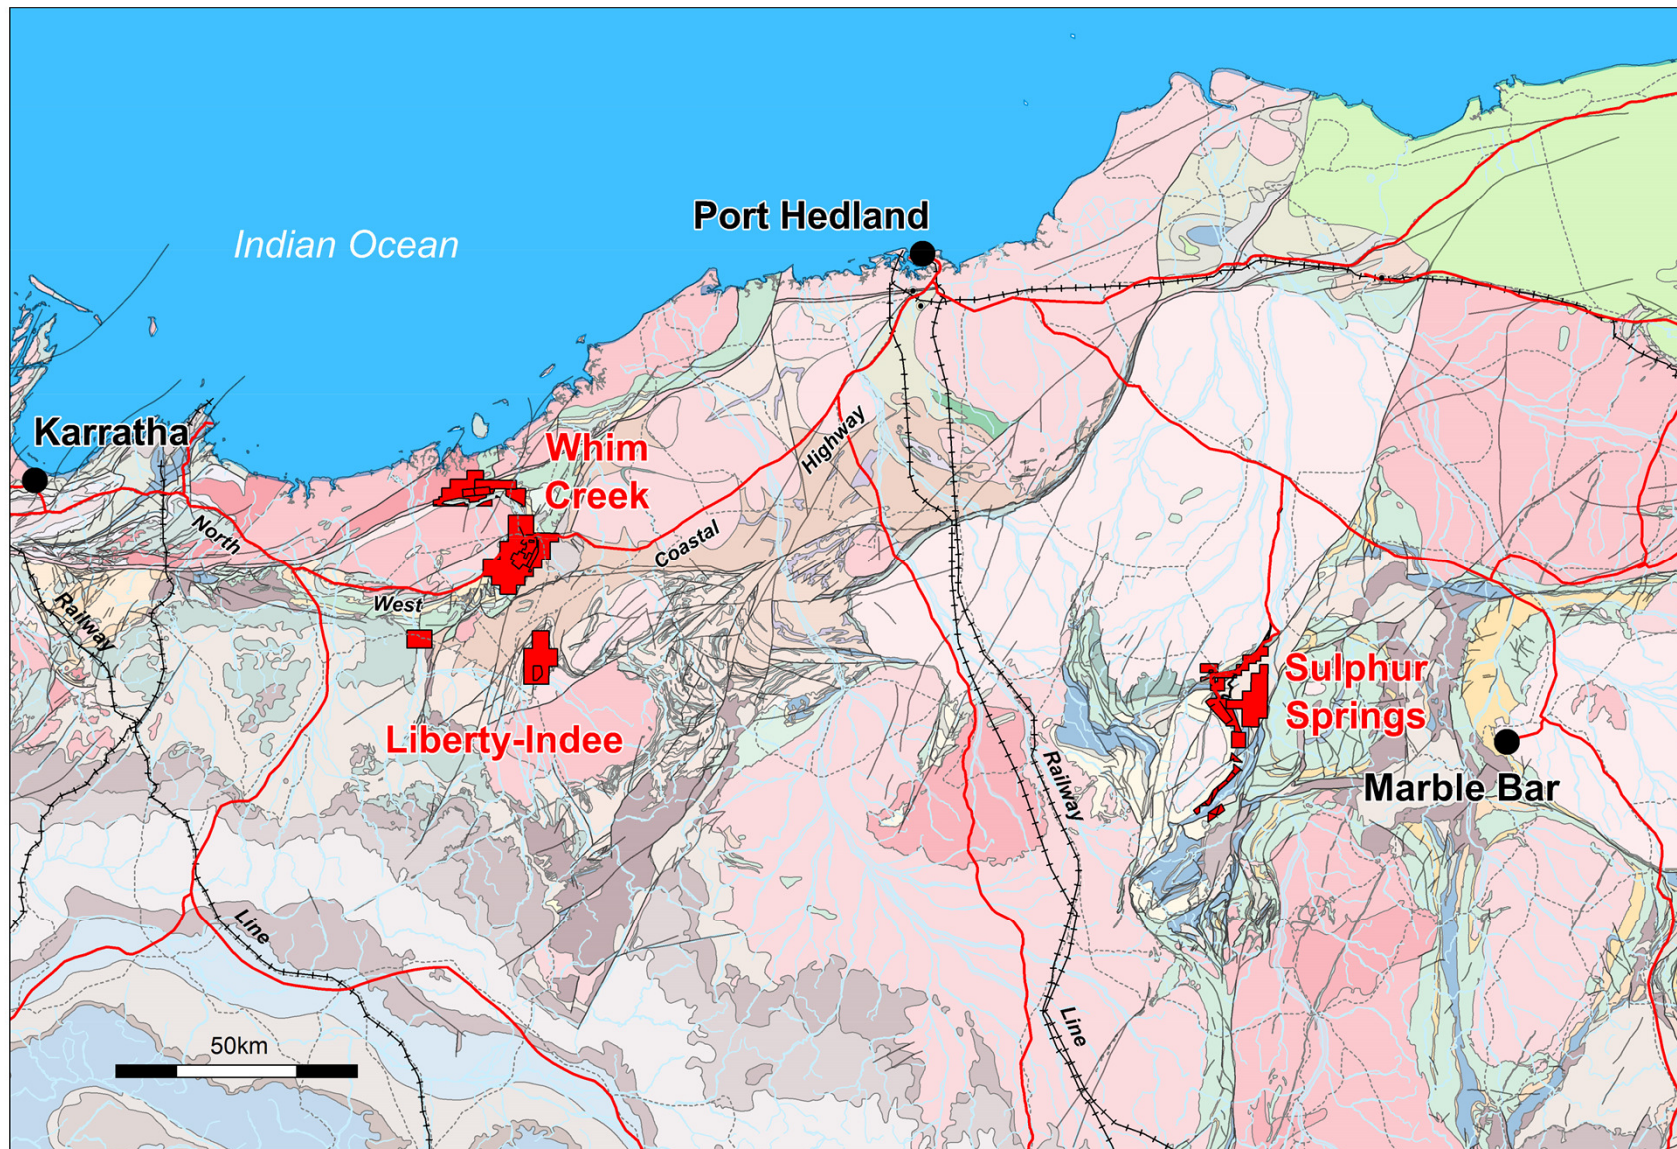 Port Hedland
Indian Ocean
Karratha
Whim
Creek
Highway
North
Coastal
West
Railway
Sulphur
Springs
Liberty-Indee
Marble Bar
Railway
Line
Line
50km